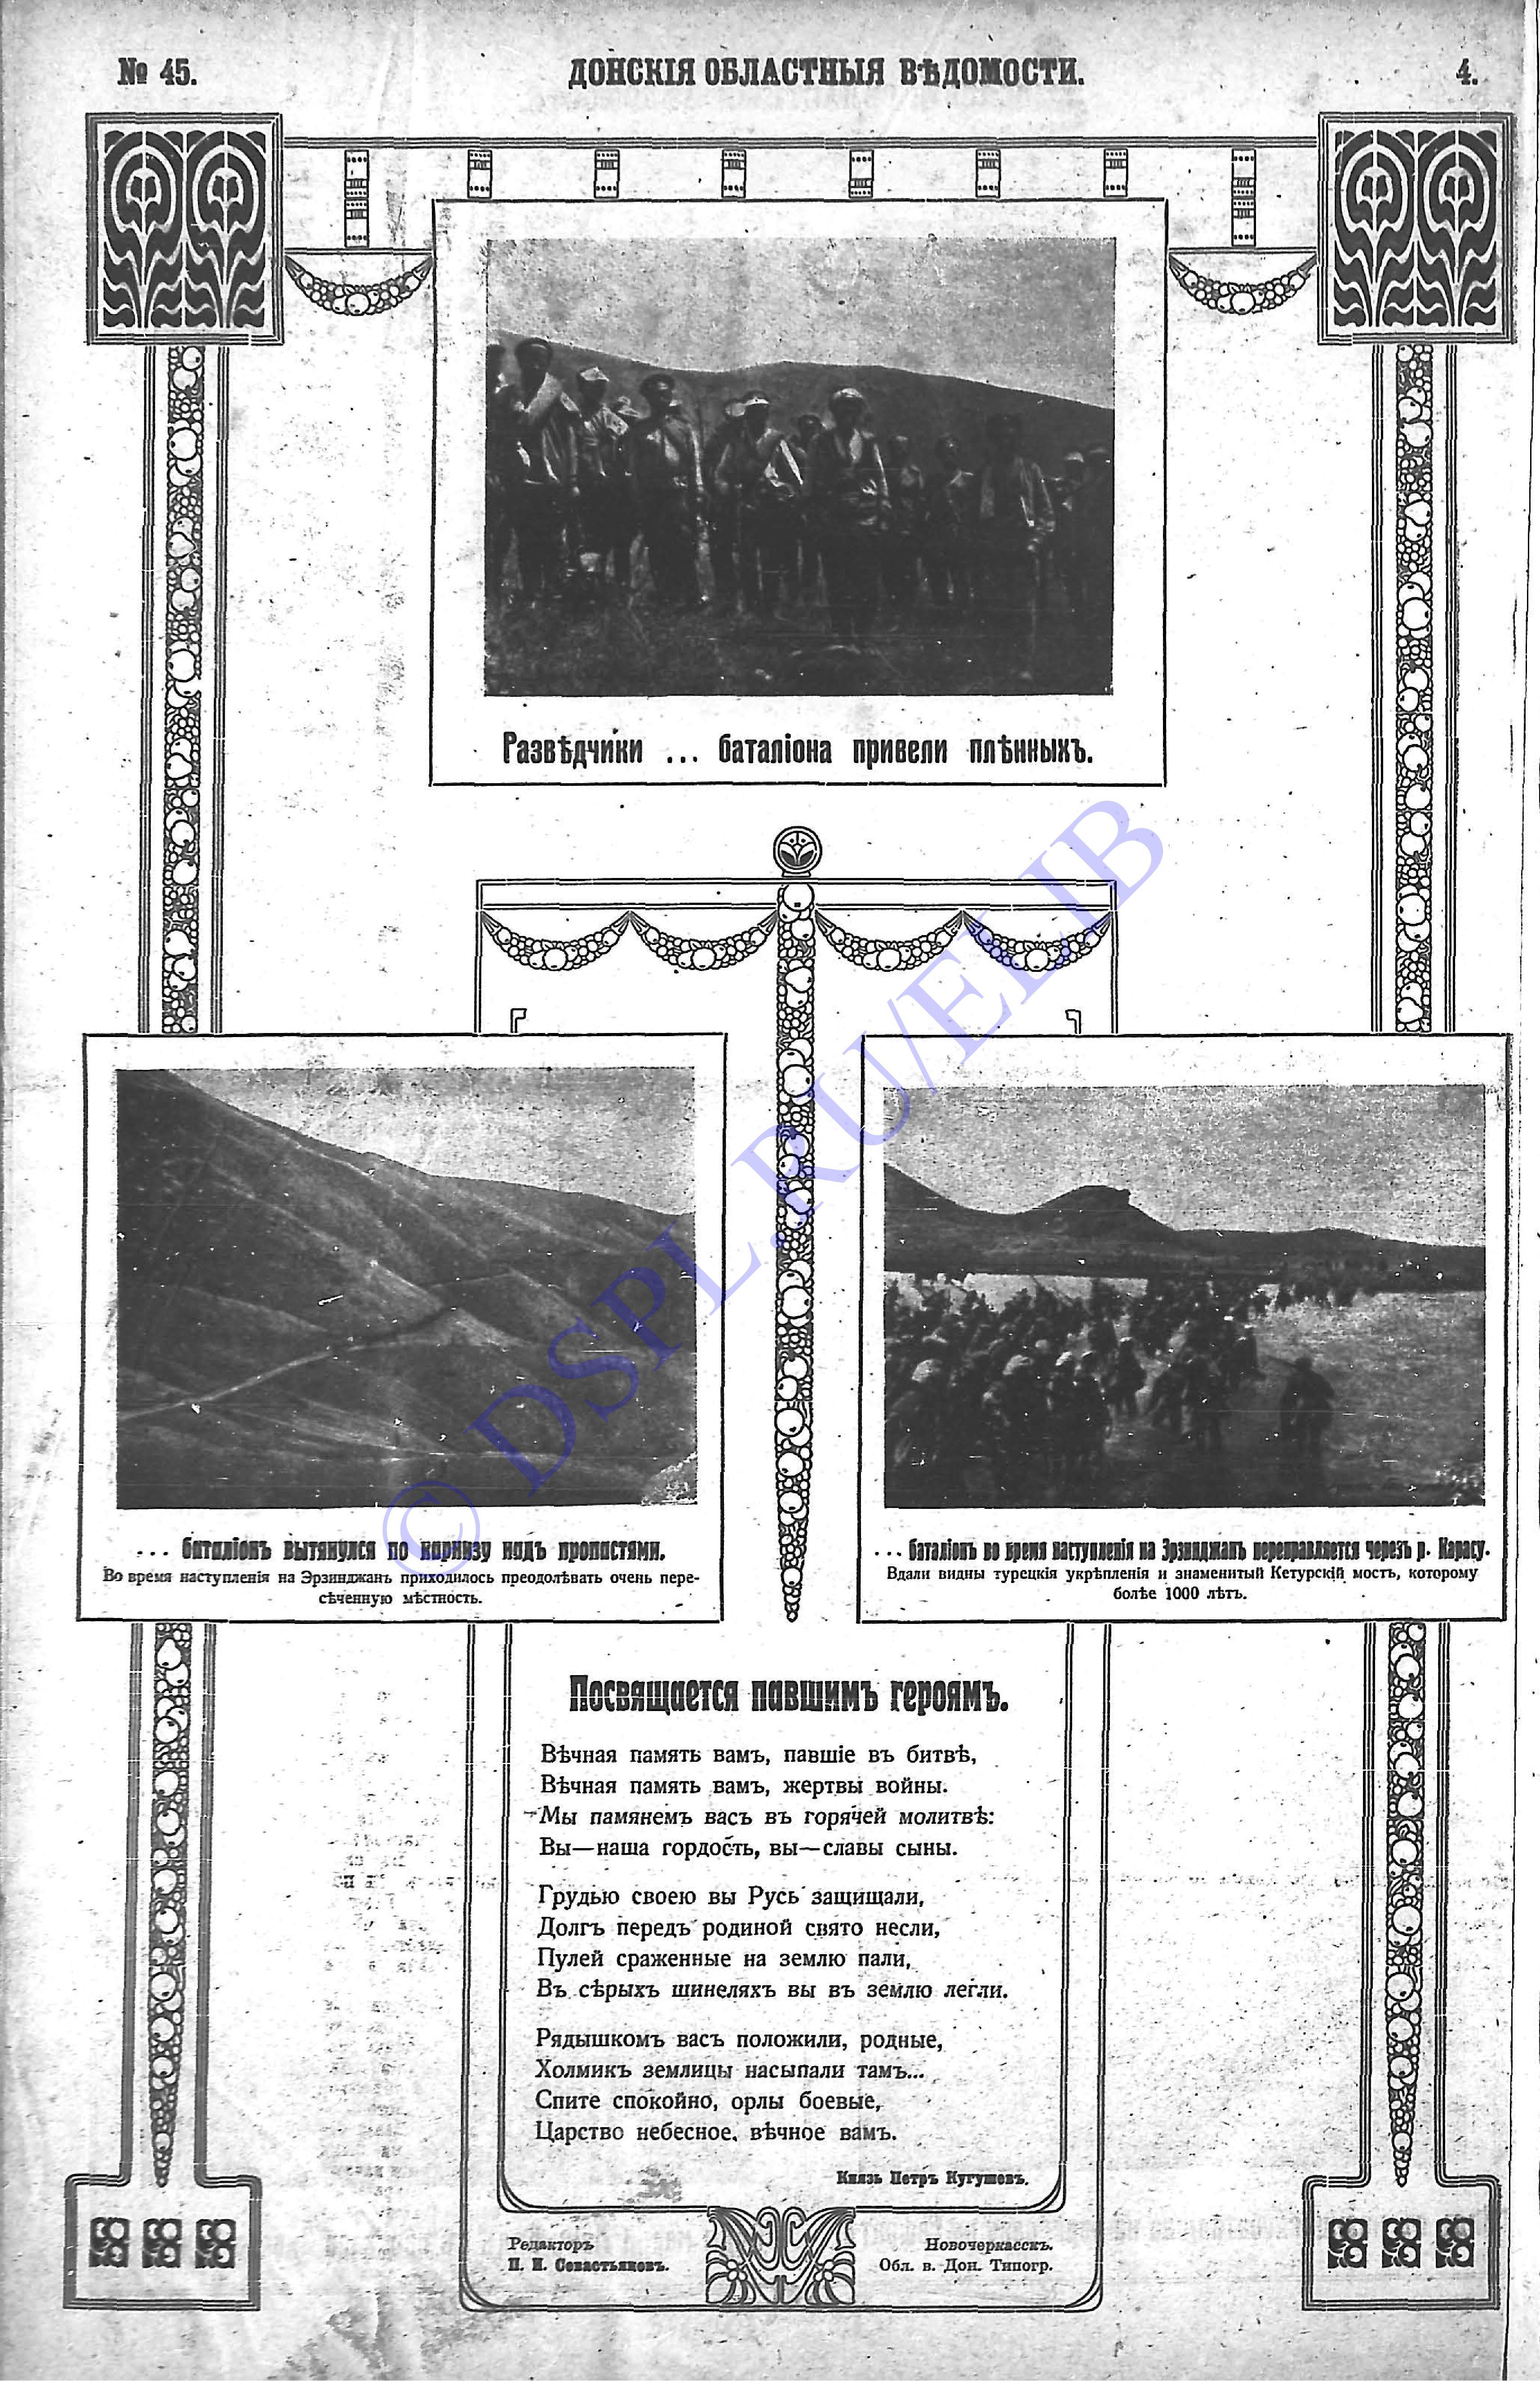 № 45.
ДОНСКІЯ ОБЛАСТНЫЯ ВѢДОМОСТИ.
4.
Развѣдчики ... баталіона привели плѣнныхъ.
... баталіонъ вытянулся по карнизу надъ пропастями.
Во время наступленія на Эрзинджанъ приходилось преодолѣвать очень пере-
сѣченную мѣстность.
... баталіонъ во время наступленія на Эрзинджанъ переправляется черезъ р. Карасу.
Вдали видны турецкія укрѣпленія и знаменитый Кетурскій мостъ, которому
болѣе 1000 лѣтъ.
Посвящается павшимъ героямъ.
Вѣчная память вамъ, павшіе въ битвѣ,
Вѣчная память вамъ, жертвы войны.
Мы памянемъ васъ въ горячей молитвѣ:
Вы—наша гордость, вы—славы сыны.
Грудью своею вы Русь защищали,
Долгъ передъ родиной свято несли,
Пулей сраженные на землю пали,
Въ сѣрыхъ шинеляхъ вы въ землю легли.
Рядышкомъ васъ положили, родные,
Холмикъ землицы насыпали тамъ...
Спите спокойно, орлы боевые,
Царство небесное, вѣчное вамъ.
Князь Петръ Кугушевъ.
Редакторъ
И. И. Севастьяновъ.
Новочеркасскъ.
Обл. в. Дон. Типогр.
© DSPL.RU/ELIB